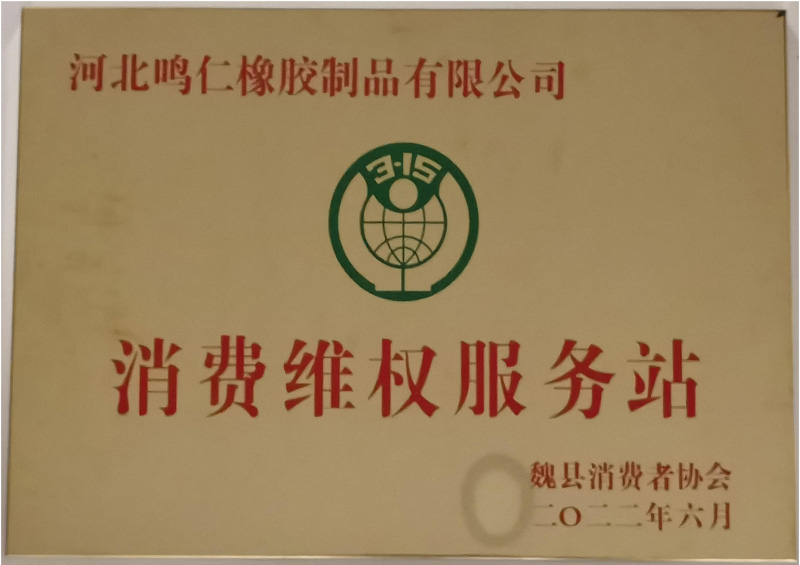 河北鸣仁橡胶制品有限公司
3·15
消费维权服务站
魏县消费者协会
二〇二二年六月